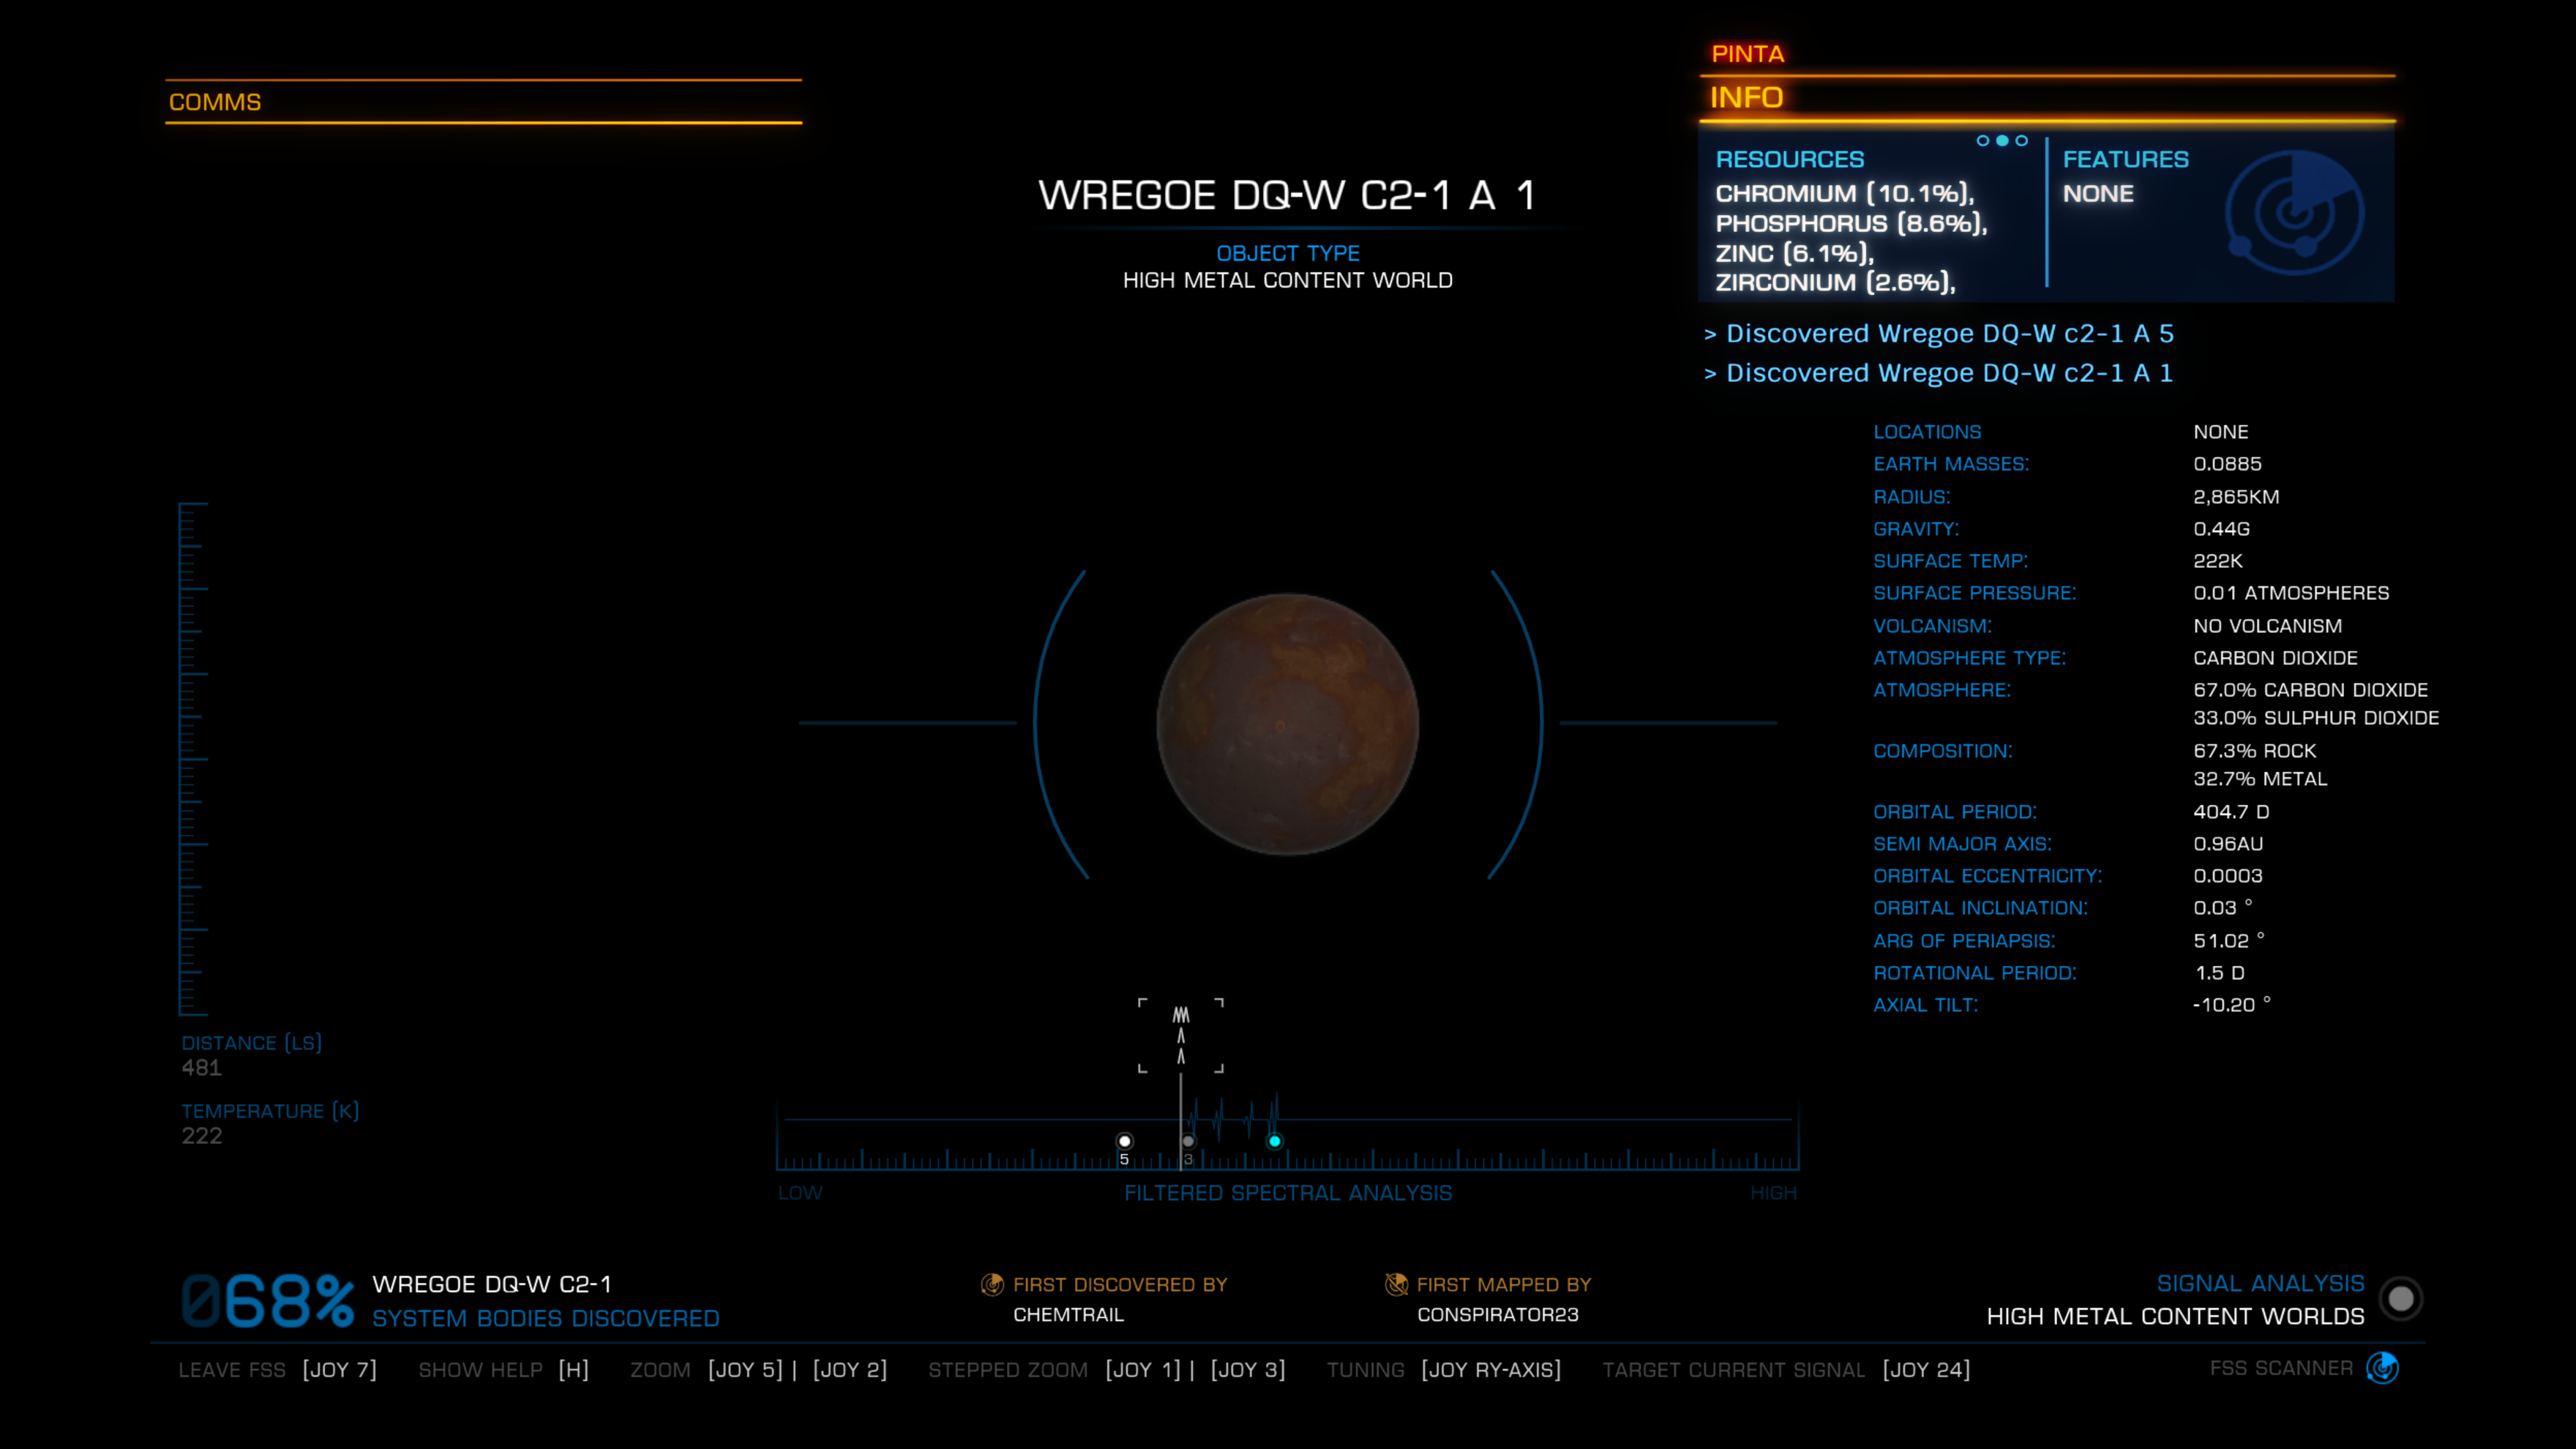 PINTA
COMMS
INFO
RESOURCES
CHROMIUM (10.1%),
PHOSPHORUS (8.6%),
ZINC (6.1%),
ZIRCONIUM (2.6%),
FEATURES
NONE
WREGOE DQ-W C2-1 A 1
OBJECT TYPE
HIGH METAL CONTENT WORLD
> Discovered Wregoe DQ-W c2-1 A 5
> Discovered Wregoe DQ-W c2-1 A 1
LOCATIONS NONE
EARTH MASSES: 0.0885
RADIUS: 2,865KM
GRAVITY: 0.44G
SURFACE TEMP: 222K
SURFACE PRESSURE: 0.01 ATMOSPHERES
VOLCANISM: NO VOLCANISM
ATMOSPHERE TYPE: CARBON DIOXIDE
ATMOSPHERE: 67.0% CARBON DIOXIDE
33.0% SULPHUR DIOXIDE
COMPOSITION: 67.3% ROCK
32.7% METAL
ORBITAL PERIOD: 404.7 D
SEMI MAJOR AXIS: 0.96AU
ORBITAL ECCENTRICITY: 0.0003
ORBITAL INCLINATION: 0.03 °
ARG OF PERIAPSIS: 51.02 °
ROTATIONAL PERIOD: 1.5 D
AXIAL TILT: -10.20 °
DISTANCE (LS)
481
TEMPERATURE (K)
222
5 3
LOW FILTERED SPECTRAL ANALYSIS HIGH
068% WREGOE DQ-W C2-1
SYSTEM BODIES DISCOVERED
FIRST DISCOVERED BY
CHEMTRAIL
FIRST MAPPED BY
CONSPIRATOR23
SIGNAL ANALYSIS
HIGH METAL CONTENT WORLDS
LEAVE FSS [JOY 7] SHOW HELP [H] ZOOM [JOY 5] | [JOY 2] STEPPED ZOOM [JOY 1] | [JOY 3] TUNING [JOY RY-AXIS] TARGET CURRENT SIGNAL [JOY 24] FSS SCANNER